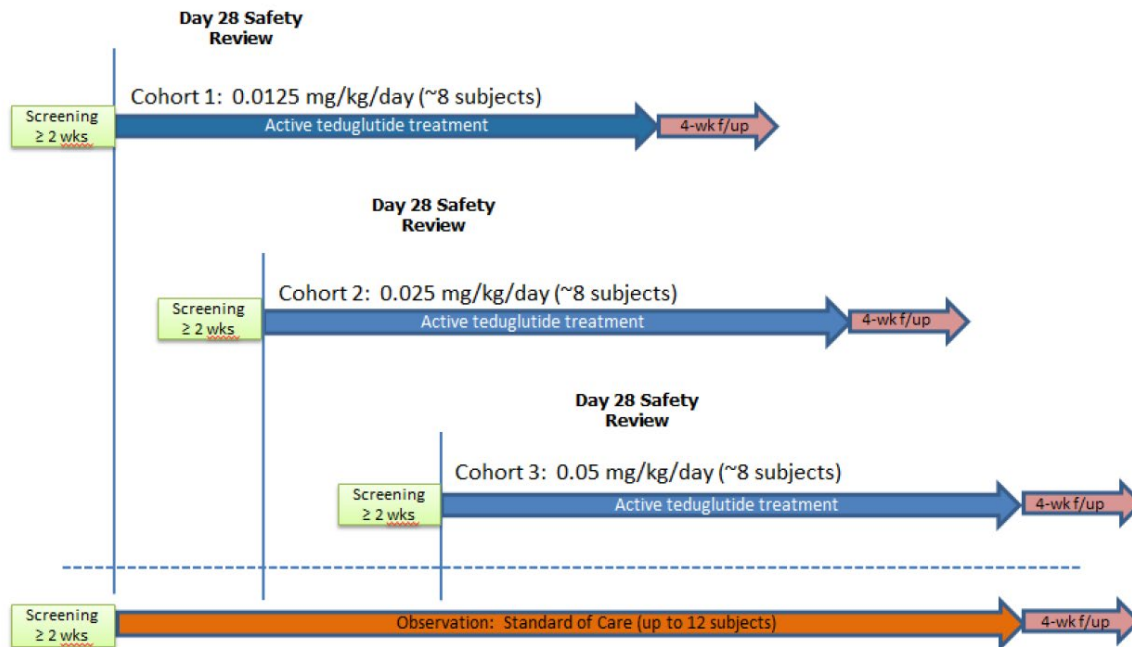 Day 28 Safety
Review
Cohort 1: 0.0125 mg/kg/day (~8 subjects)
Screening
≥ 2 wks
Active teduglutide treatment
4-wk f/up
Day 28 Safety
Review
Cohort 2: 0.025 mg/kg/day (~8 subjects)
Screening
≥ 2 wks
Active teduglutide treatment
4-wk f/up
Day 28 Safety
Review
Cohort 3: 0.05 mg/kg/day (~8 subjects)
Screening
≥ 2 wks
Active teduglutide treatment
4-wk f/up
Screening
≥ 2 wks
Observation: Standard of Care (up to 12 subjects)
4-wk f/up